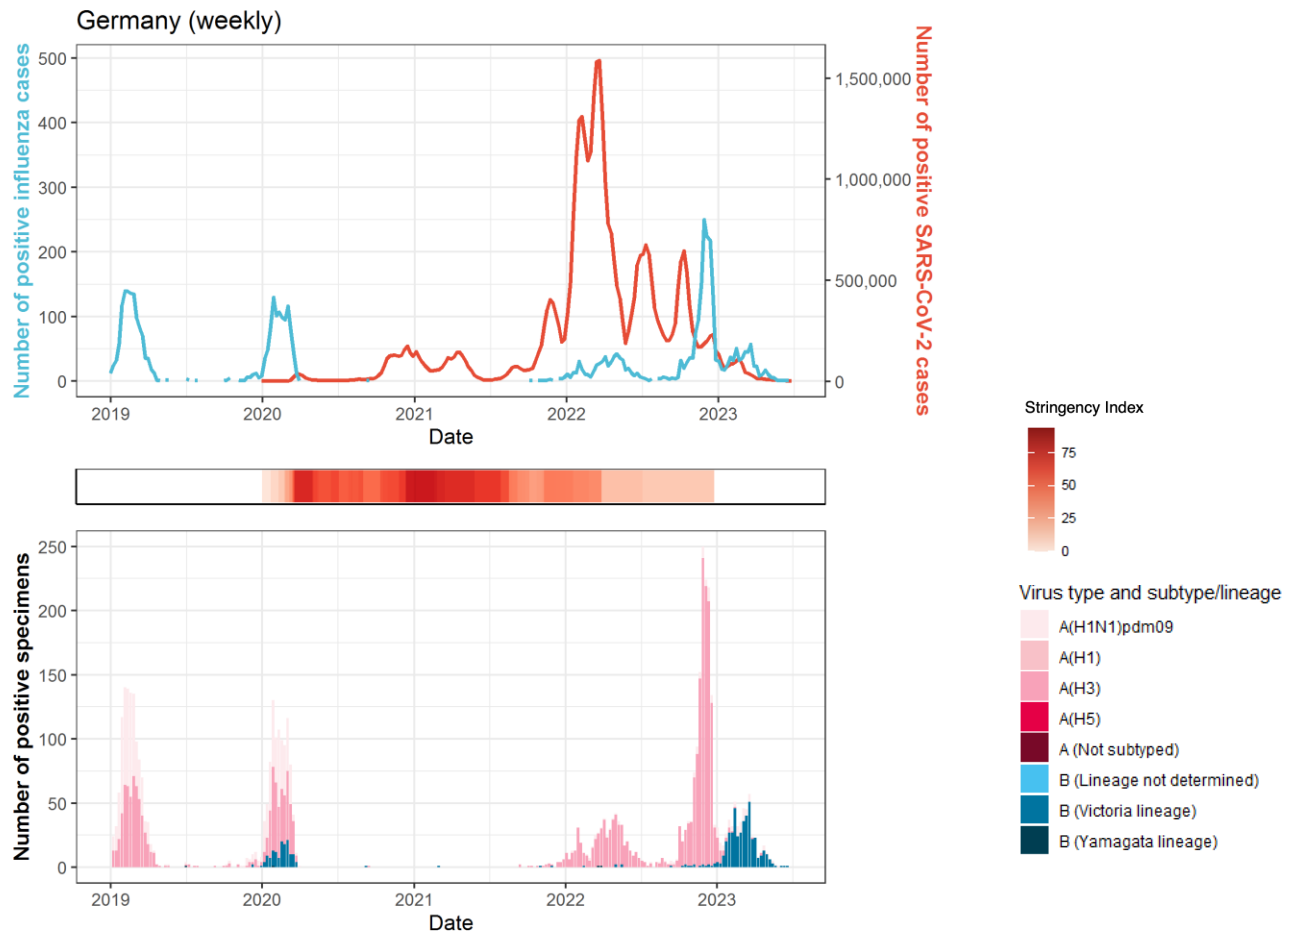 Germany (weekly)
Number of positive influenza cases
500
400
300
200
100
0
1,500,000
1,000,000
500,000
0
Number of positive SARS-CoV-2 cases
2019 2020 2021 2022 2023
Date
Stringency Index
75
50
25
0
Number of positive specimens
250
200
150
100
50
0
2019 2020 2021 2022 2023
Date
Virus type and subtype/lineage
A(H1N1)pdm09
A(H1)
A(H3)
A(H5)
A (Not subtyped)
B (Lineage not determined)
B (Victoria lineage)
B (Yamagata lineage)